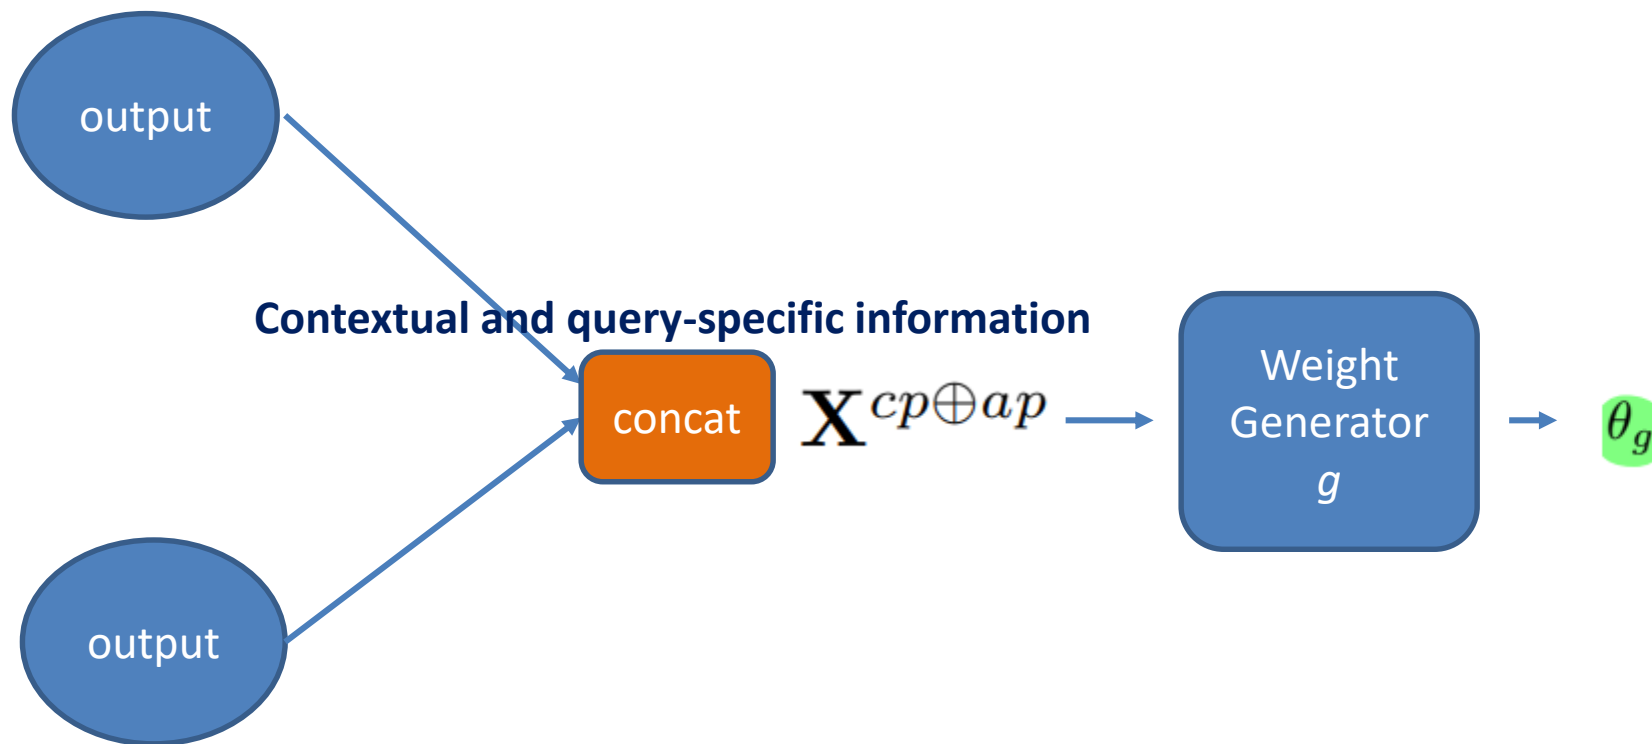 output
Contextual and query-specific information
concat
𝐗^{cp⊕ap}
Weight
Generator
g
θ_g
output